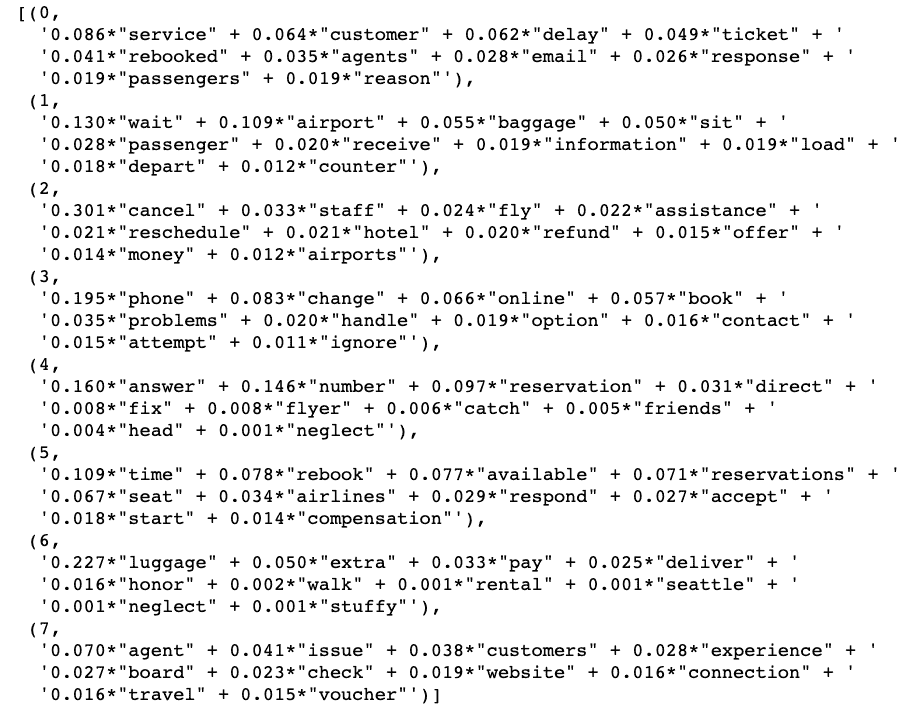 [(0,
'0.086*"service" + 0.064*"customer" + 0.062*"delay" + 0.049*"ticket" + '
'0.041*"rebooked" + 0.035*"agents" + 0.028*"email" + 0.026*"response" + '
'0.019*"passengers" + 0.019*"reason"'),
(1,
'0.130*"wait" + 0.109*"airport" + 0.055*"baggage" + 0.050*"sit" + '
'0.028*"passenger" + 0.020*"receive" + 0.019*"information" + 0.019*"load" + '
'0.018*"depart" + 0.012*"counter"'),
(2,
'0.301*"cancel" + 0.033*"staff" + 0.024*"fly" + 0.022*"assistance" + '
'0.021*"reschedule" + 0.021*"hotel" + 0.020*"refund" + 0.015*"offer" + '
'0.014*"money" + 0.012*"airports"'),
(3,
'0.195*"phone" + 0.083*"change" + 0.066*"online" + 0.057*"book" + '
'0.035*"problems" + 0.020*"handle" + 0.019*"option" + 0.016*"contact" + '
'0.015*"attempt" + 0.011*"ignore"'),
(4,
'0.160*"answer" + 0.146*"number" + 0.097*"reservation" + 0.031*"direct" + '
'0.008*"fix" + 0.008*"flyer" + 0.006*"catch" + 0.005*"friends" + '
'0.004*"head" + 0.001*"neglect"'),
(5,
'0.109*"time" + 0.078*"rebook" + 0.077*"available" + 0.071*"reservations" + '
'0.067*"seat" + 0.034*"airlines" + 0.029*"respond" + 0.027*"accept" + '
'0.018*"start" + 0.014*"compensation"'),
(6,
'0.227*"luggage" + 0.050*"extra" + 0.033*"pay" + 0.025*"deliver" + '
'0.016*"honor" + 0.002*"walk" + 0.001*"rental" + 0.001*"seattle" + '
'0.001*"neglect" + 0.001*"stuffy"'),
(7,
'0.070*"agent" + 0.041*"issue" + 0.038*"customers" + 0.028*"experience" + '
'0.027*"board" + 0.023*"check" + 0.019*"website" + 0.016*"connection" + '
'0.016*"travel" + 0.015*"voucher"')]